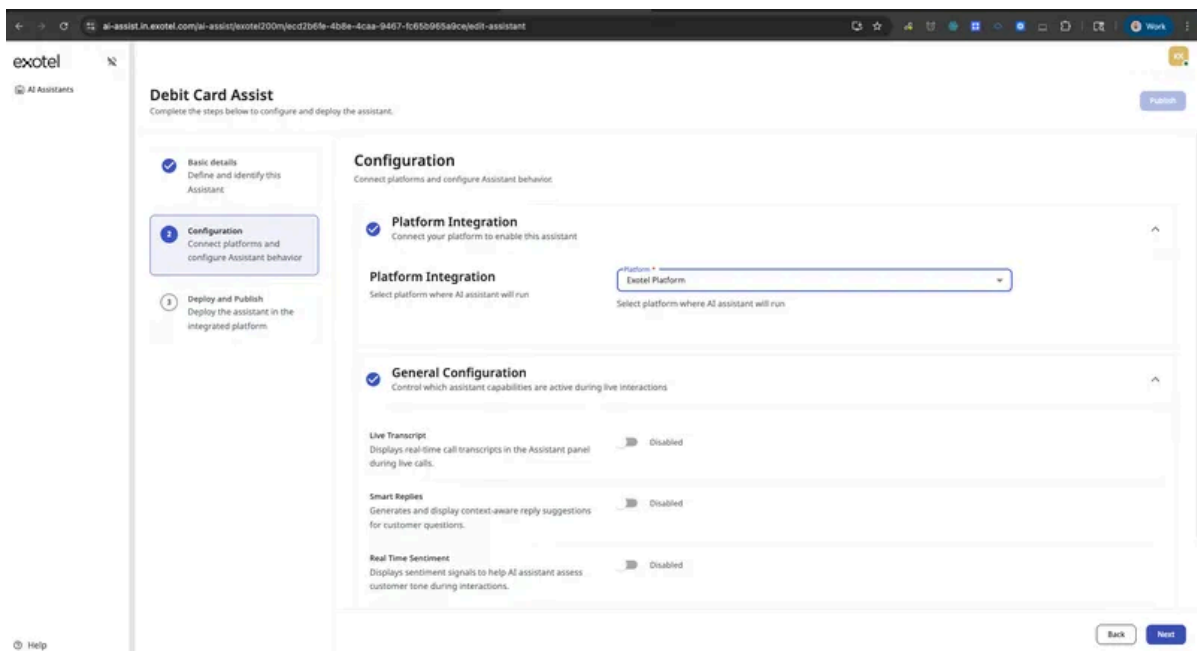 ai-assist.in.exotel.com/ai-assist/exotel200m/ecd2b6fe-4b8e-4caa-9467-fc65b965a9ce/edit-assistant
Work
exotel
AI Assistants
Debit Card Assist
Complete the steps below to configure and deploy the assistant.
Publish
Basic details
Define and identify this
Assistant
2
Configuration
Connect platforms and
configure Assistant behavior
3
Deploy and Publish
Deploy the assistant in the
integrated platform
Configuration
Connect platforms and configure Assistant behavior
Platform Integration
Connect your platform to enable this assistant
Platform Integration
Select platform where AI assistant will run
Platform *
Exotel Platform
Select platform where AI assistant will run
General Configuration
Control which assistant capabilities are active during live interactions
Live Transcript
Displays real-time call transcripts in the Assistant panel
during live calls.
Disabled
Smart Replies
Generates and display context-aware reply suggestions
for customer questions.
Disabled
Real Time Sentiment
Displays sentiment signals to help AI assistant assess
customer tone during interactions.
Disabled
Back
Next
Help